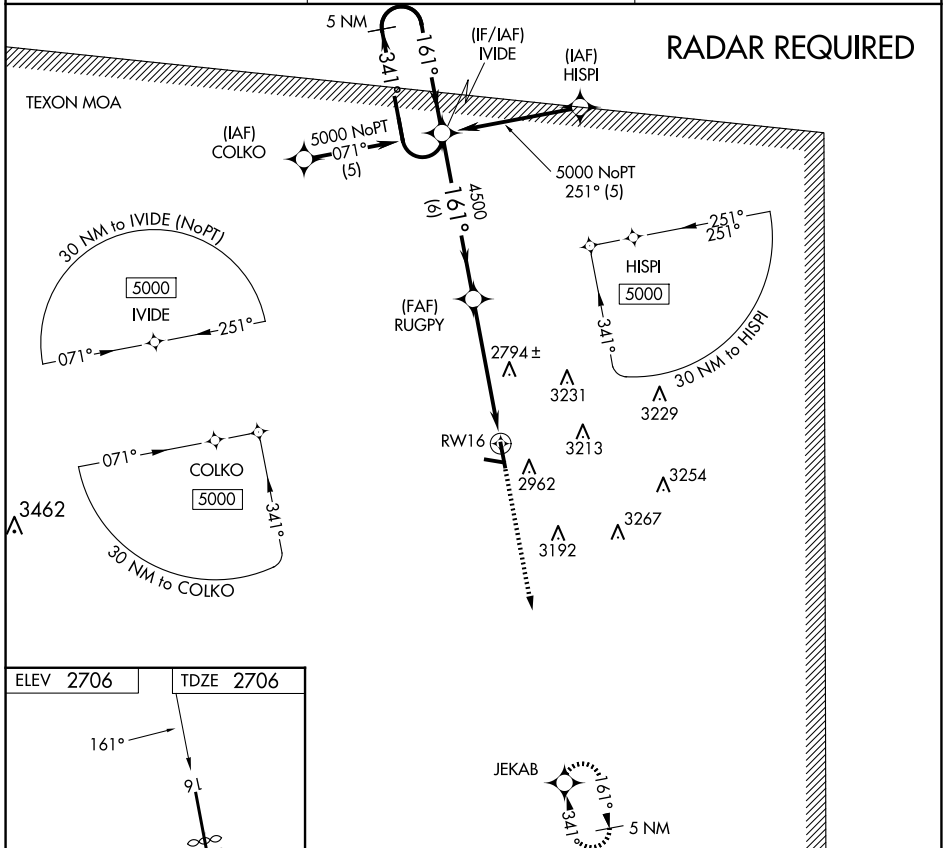 5 NM
161°
341°
(IF/IAF)
IVIDE
(IAF)
HISPI
RADAR REQUIRED
TEXON MOA
(IAF)
COLKO
5000 NoPT
071°
(5)
5000 NoPT
251° (5)
4500
161°
(6)
30 NM to IVIDE (NoPT)
5000
IVIDE
071°
251°
251°
251°
HISPI
5000
341°
30 NM to HISPI
(FAF)
RUGPY
2794±
3231
3229
RW16
3213
2962
3254
3267
3192
071°
COLKO
5000
341°
30 NM to COLKO
3462
ELEV 2706
TDZE 2706
161°
16
JEKAB
161°
341°
5 NM